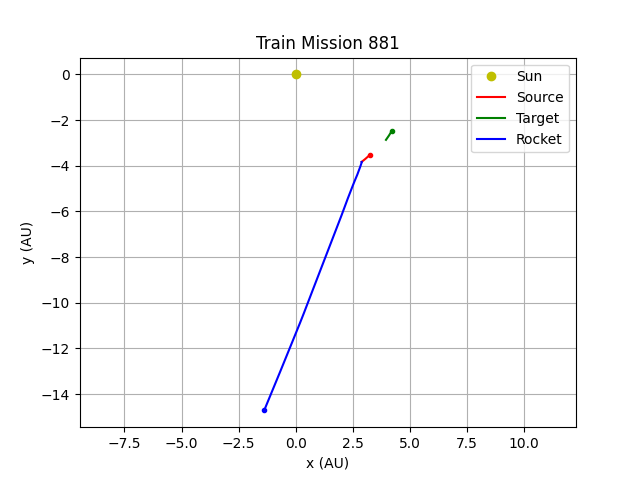 Train Mission 881
Sun
Source
Target
Rocket
y (AU)
0
−2
−4
−6
−8
−10
−12
−14
−7.5 −5.0 −2.5 0.0 2.5 5.0 7.5 10.0
x (AU)